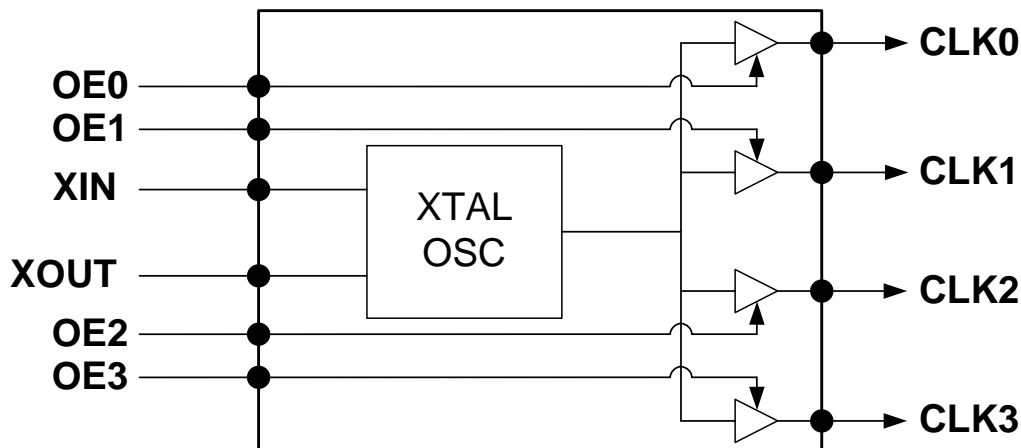 CLK0
OE0
OE1
XIN
XTAL
OSC
CLK1
XOUT
CLK2
OE2
OE3
CLK3